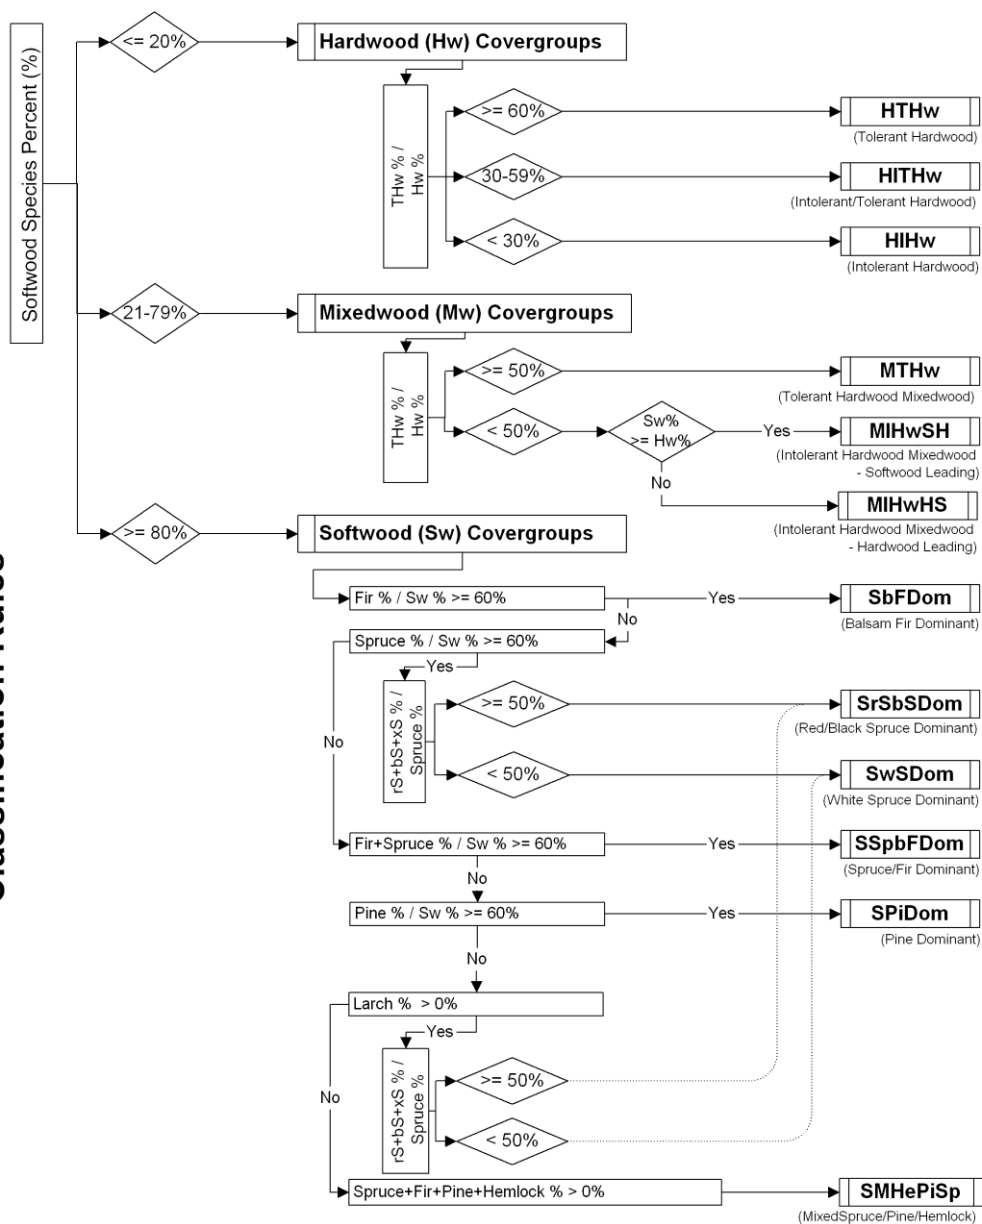 Softwood Species Percent (%)
<= 20%
Hardwood (Hw) Covergroups
THw % /
Hw %
>= 60%
HTHw
(Tolerant Hardwood)
30-59%
HITHw
(Intolerant/Tolerant Hardwood)
< 30%
HIHw
(Intolerant Hardwood)
21-79%
Mixedwood (Mw) Covergroups
THw % /
Hw %
>= 50%
MTHw
(Tolerant Hardwood Mixedwood)
< 50%
Sw%
>= Hw%
Yes
MIHwSH
(Intolerant Hardwood Mixedwood
- Softwood Leading)
No
MIHwHS
(Intolerant Hardwood Mixedwood
- Hardwood Leading)
>= 80%
Softwood (Sw) Covergroups
Fir % / Sw % >= 60%
Yes
SbFDom
(Balsam Fir Dominant)
No
Spruce % / Sw % >= 60%
Yes
rS+bS+xS % /
Spruce %
>= 50%
SrSbSDom
(Red/Black Spruce Dominant)
< 50%
SwSDom
(White Spruce Dominant)
No
Fir+Spruce % / Sw % >= 60%
Yes
SSpbFDom
(Spruce/Fir Dominant)
No
Pine % / Sw % >= 60%
Yes
SPiDom
(Pine Dominant)
No
Larch % > 0%
Yes
rS+bS+xS % /
Spruce %
>= 50%
< 50%
No
Spruce+Fir+Pine+Hemlock % > 0%
SMHePiSp
(MixedSpruce/Pine/Hemlock)